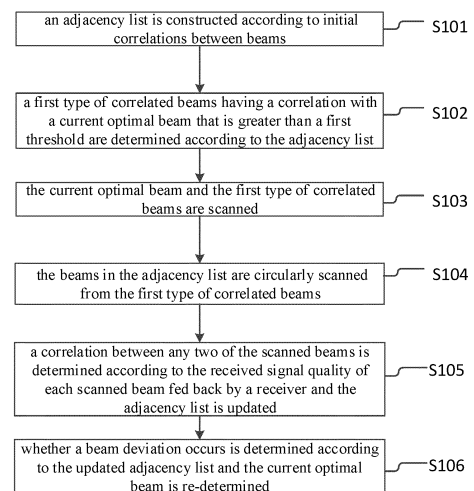 an adjacency list is constructed according to initial
correlations between beams
S101
a first type of correlated beams having a correlation with
a current optimal beam that is greater than a first
threshold are determined according to the adjacency list
S102
the current optimal beam and the first type of correlated
beams are scanned
S103
the beams in the adjacency list are circularly scanned
from the first type of correlated beams
S104
a correlation between any two of the scanned beams is
determined according to the received signal quality of
each scanned beam fed back by a receiver and the
adjacency list is updated
S105
whether a beam deviation occurs is determined according
to the updated adjacency list and the current optimal
beam is re-determined
S106